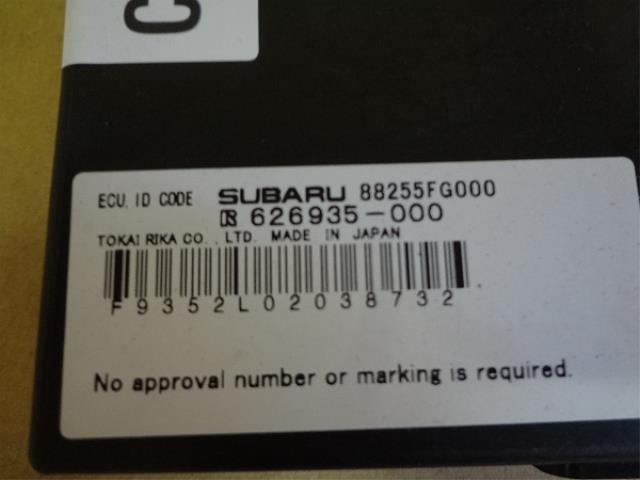 C
ECU. ID CODE SUBARU 88255FG000
R 626935-000
TOKAI RIKA CO., LTD. MADE IN JAPAN
F9352L02038732
No approval number or marking is required.